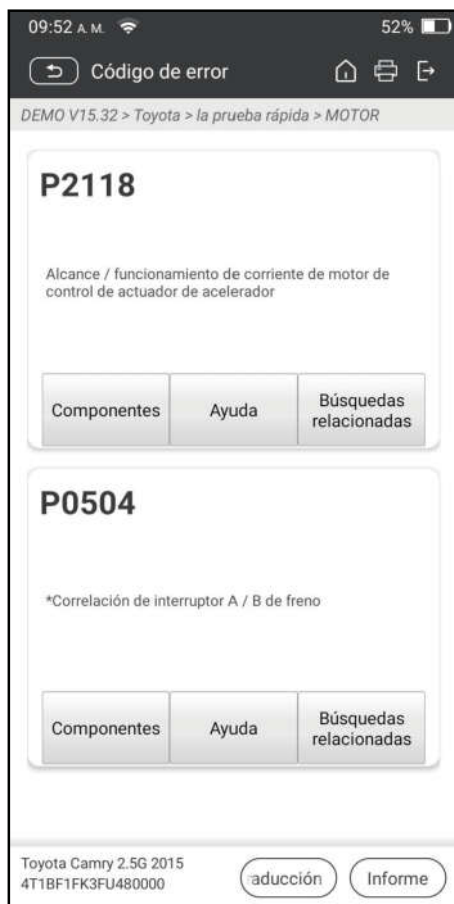 09:52 A.M. 52%
Código de error
DEMO V15.32 > Toyota > la prueba rápida > MOTOR
P2118
Alcance / funcionamiento de corriente de motor de
control de actuador de acelerador
Componentes Ayuda Búsquedas
relacionadas
P0504
*Correlación de interruptor A / B de freno
Componentes Ayuda Búsquedas
relacionadas
Toyota Camry 2.5G 2015
4T1BF1FK3FU480000
aducción Informe